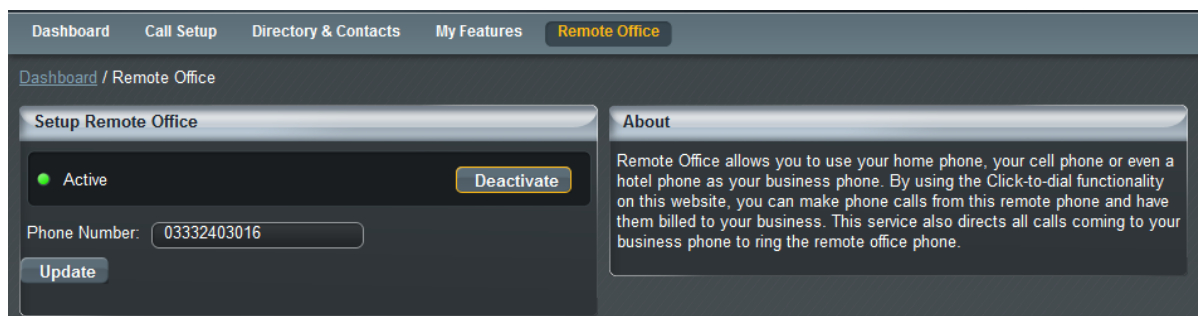 Dashboard Call Setup Directory & Contacts My Features Remote Office
Dashboard / Remote Office
Setup Remote Office
Active Deactivate
Phone Number: 03332403016
Update
About
Remote Office allows you to use your home phone, your cell phone or even a
hotel phone as your business phone. By using the Click-to-dial functionality
on this website, you can make phone calls from this remote phone and have
them billed to your business. This service also directs all calls coming to your
business phone to ring the remote office phone.